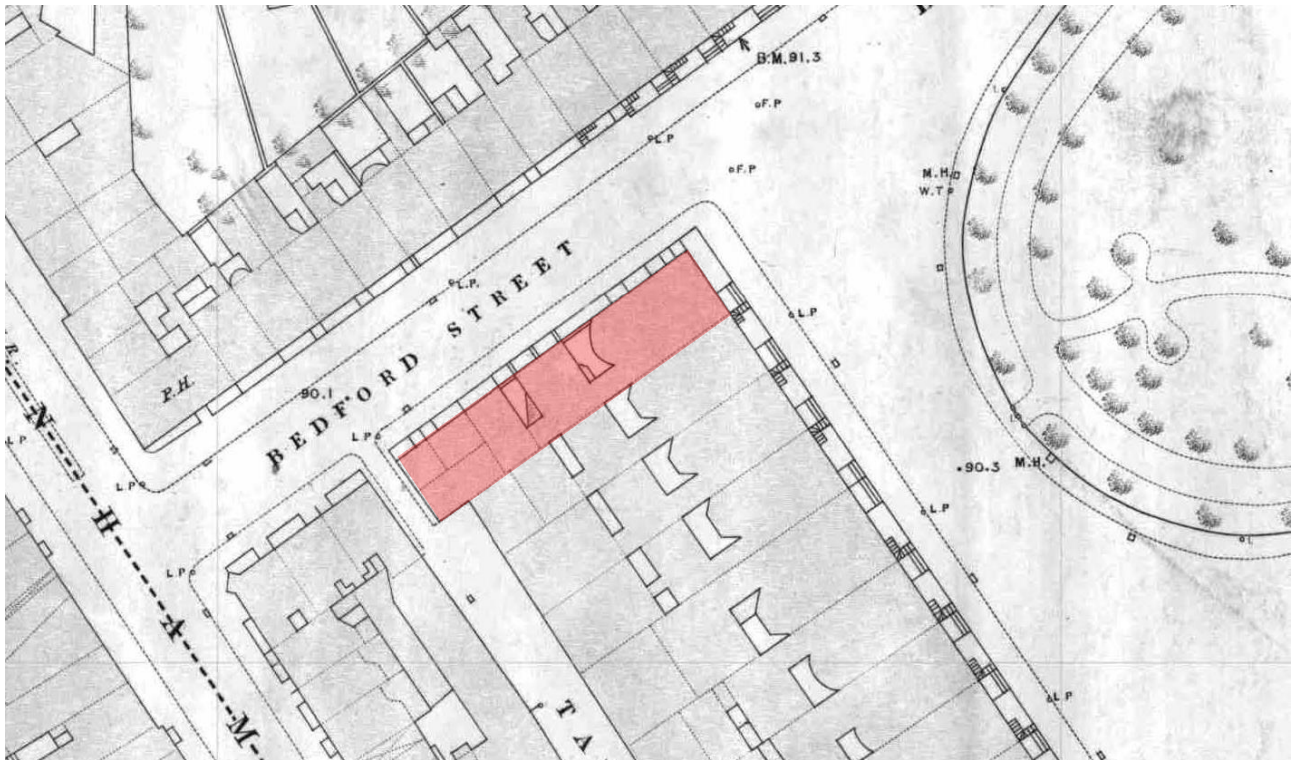 B.M. 91.3
F.P
L.P
F.P
M.H.
W.T
L.P.
BEDFORD STREET
L.P
R
P.H.
90.1
N
L P
L.P
M.H.
.90.3
L.P
L.P
H
L
L.P
A
L P
T
A
M